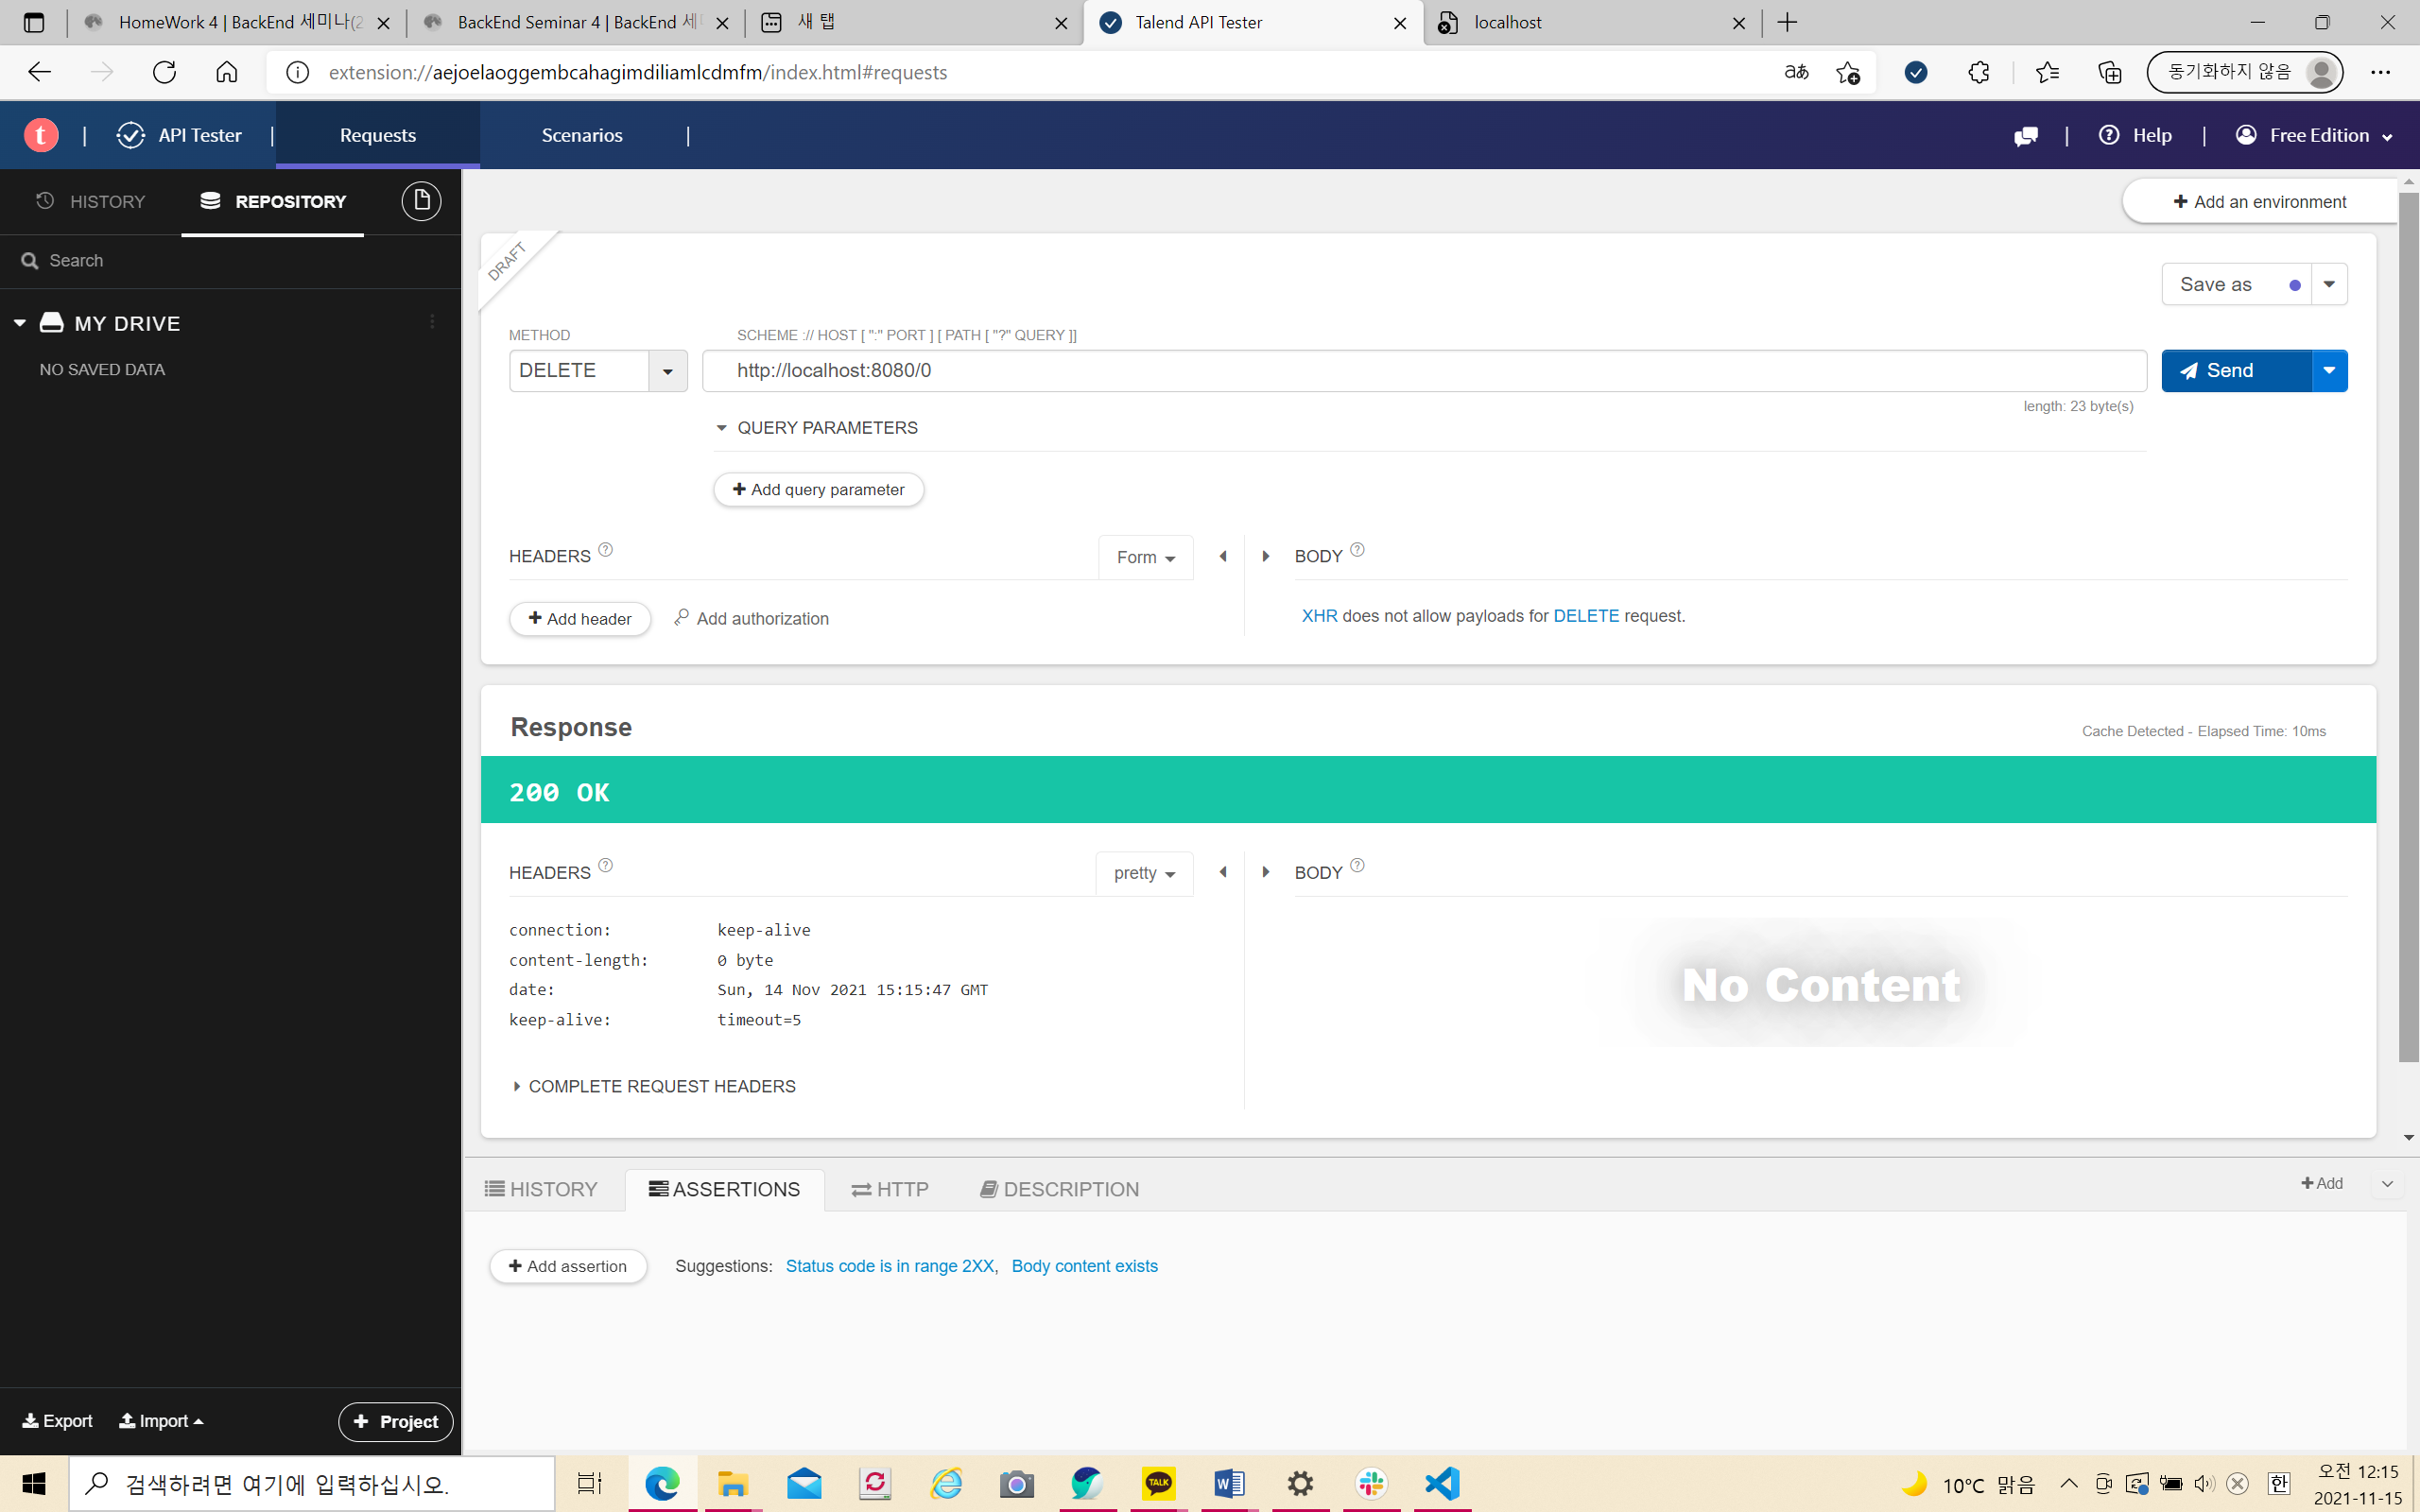 HomeWork 4 | BackEnd 세미나(2
BackEnd Seminar 4 | BackEnd 세
새 탭
Talend API Tester
localhost
extension://aejoelaoggembcahagimdiliamlcdmfm/index.html#requests
동기화하지 않음
API Tester
Requests
Scenarios
Help
Free Edition
HISTORY
REPOSITORY
Add an environment
Search
DRAFT
Save as
MY DRIVE
NO SAVED DATA
METHOD
SCHEME :// HOST [ ":" PORT ] [ PATH [ "?" QUERY ]]
DELETE
http://localhost:8080/0
Send
length: 23 byte(s)
QUERY PARAMETERS
Add query parameter
HEADERS
Form
BODY
Add header
Add authorization
XHR does not allow payloads for DELETE request.
Response
Cache Detected - Elapsed Time: 10ms
200 OK
HEADERS
pretty
BODY
connection: keep-alive
content-length: 0 byte
date: Sun, 14 Nov 2021 15:15:47 GMT
keep-alive: timeout=5
No Content
COMPLETE REQUEST HEADERS
HISTORY
ASSERTIONS
HTTP
DESCRIPTION
Add
Add assertion
Suggestions: Status code is in range 2XX, Body content exists
Export
Import
Project
검색하려면 여기에 입력하십시오.
TALK
10°C 맑음
한
오전 12:15
2021-11-15